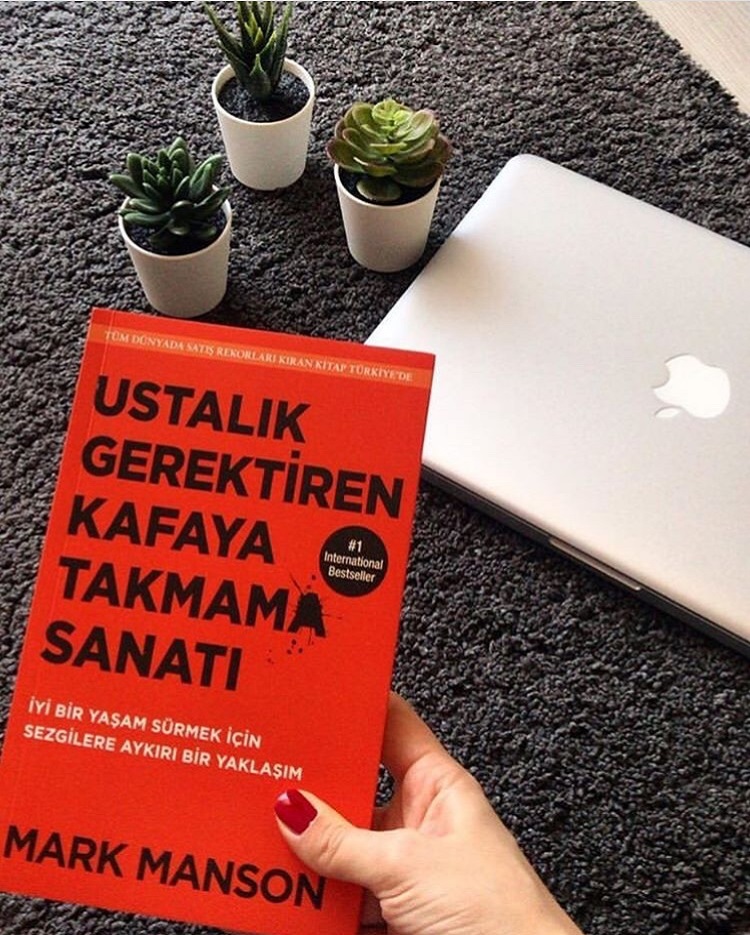 TÜM DÜNYADA SATIŞ REKORLARI KIRAN KİTAP TÜRKİYE'DE
USTALIK
GEREKTİREN
KAFAYA
TAKMAMA
SANATI
#1
International
Bestseller
İYİ BİR YAŞAM SÜRMEK İÇİN
SEZGİLERE AYKIRI BİR YAKLAŞIM
MARK MANSON